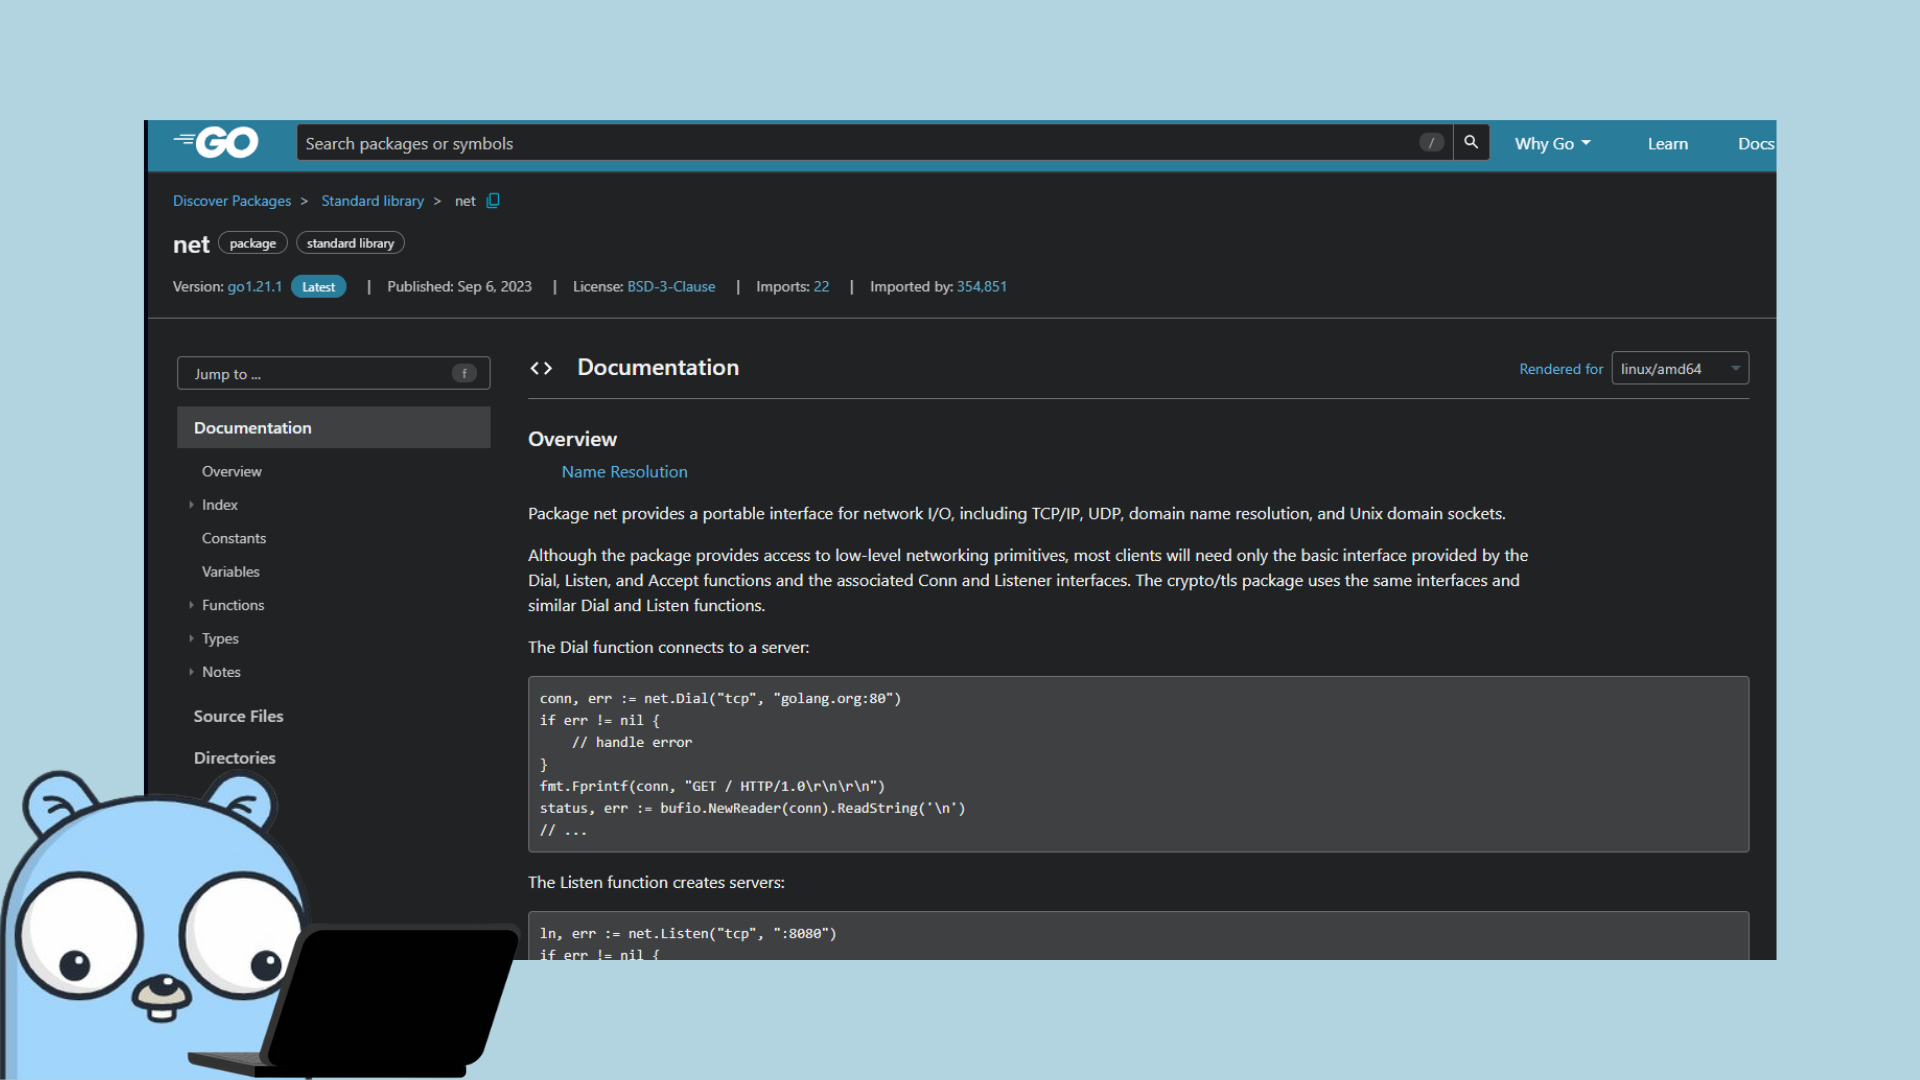 GO
Search packages or symbols /
Why Go Learn Docs
Discover Packages > Standard library > net
net package standard library
Version: go1.21.1 Latest | Published: Sep 6, 2023 | License: BSD-3-Clause | Imports: 22 | Imported by: 354,851
Jump to ... f
Documentation
Overview
Index
Constants
Variables
Functions
Types
Notes
Source Files
Directories
<> Documentation
Rendered for linux/amd64
Overview
Name Resolution
Package net provides a portable interface for network I/O, including TCP/IP, UDP, domain name resolution, and Unix domain sockets.
Although the package provides access to low-level networking primitives, most clients will need only the basic interface provided by the
Dial, Listen, and Accept functions and the associated Conn and Listener interfaces. The crypto/tls package uses the same interfaces and
similar Dial and Listen functions.
The Dial function connects to a server:
conn, err := net.Dial("tcp", "golang.org:80")
if err != nil {
    // handle error
}
fmt.Fprintf(conn, "GET / HTTP/1.0\r\n\r\n")
status, err := bufio.NewReader(conn).ReadString('\n')
// ...
The Listen function creates servers:
ln, err := net.Listen("tcp", ":8080")
if err != nil {